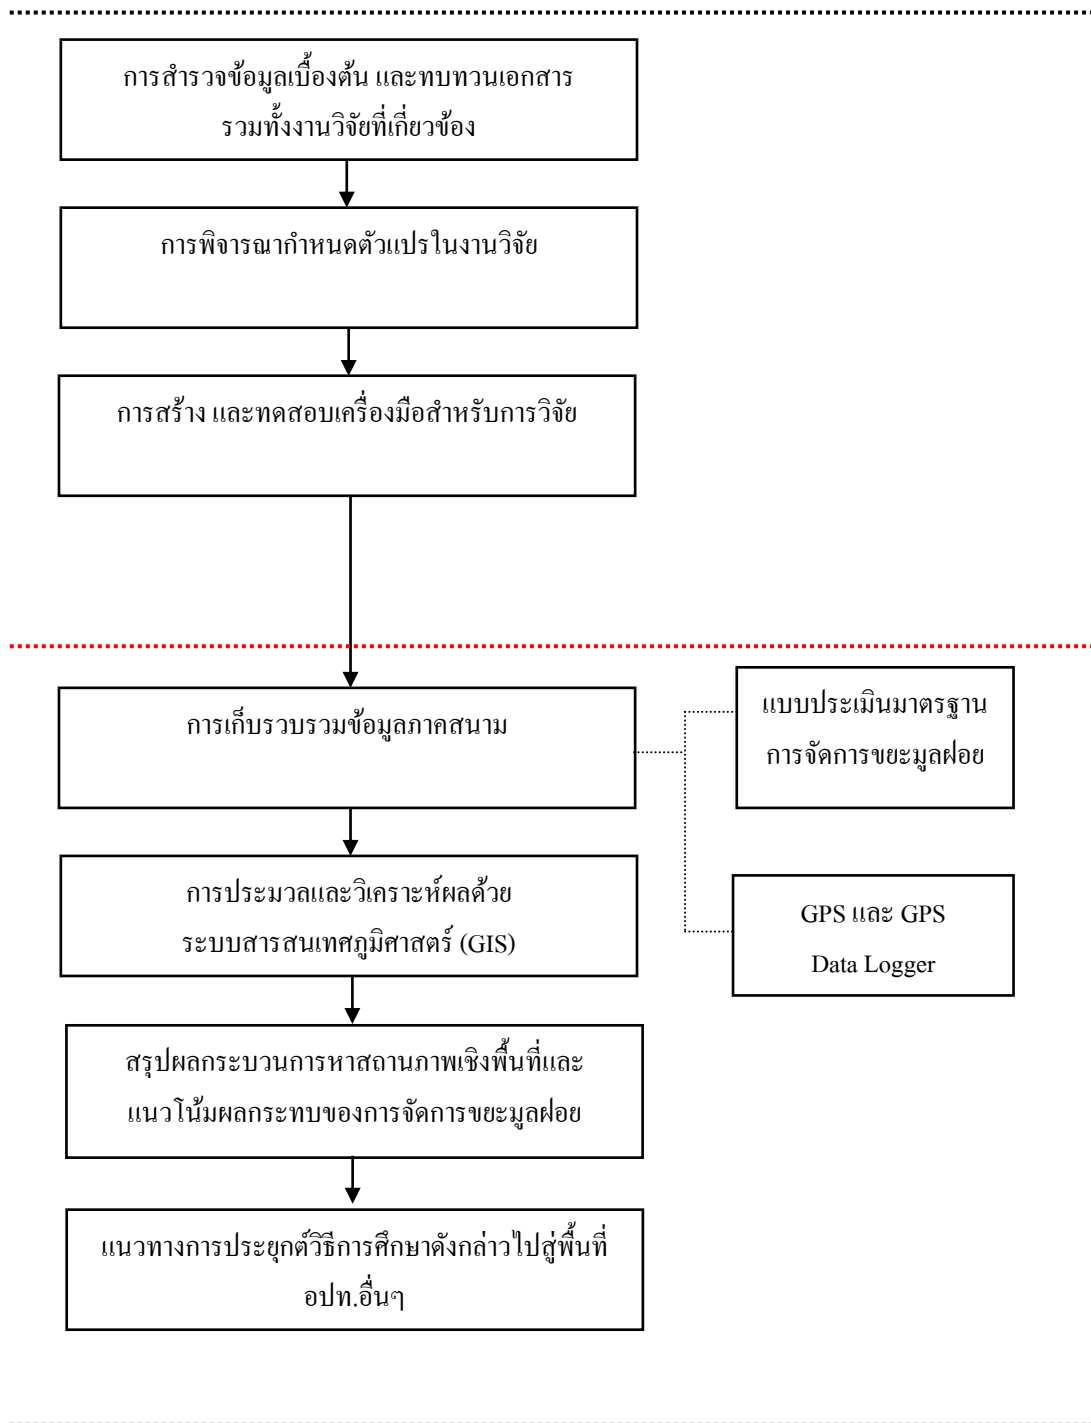 การสำรวจข้อมูลเบื้องต้น และทบทวนเอกสาร
รวมทั้งงานวิจัยที่เกี่ยวข้อง
การพิจารณากำหนดตัวแปรในงานวิจัย
การสร้าง และทดสอบเครื่องมือสำหรับการวิจัย
การเก็บรวบรวมข้อมูลภาคสนาม
แบบประเมินมาตรฐาน
การจัดการขยะมูลฝอย
การประมวลและวิเคราะห์ผลด้วย
ระบบสารสนเทศภูมิศาสตร์ (GIS)
GPS และ GPS
Data Logger
สรุปผลกระบวนการหาสถานภาพเชิงพื้นที่และ
แนวโน้มผลกระทบของการจัดการขยะมูลฝอย
แนวทางการประยุกต์วิธีการศึกษาดังกล่าวไปสู่พื้นที่
อปท.อื่นๆ